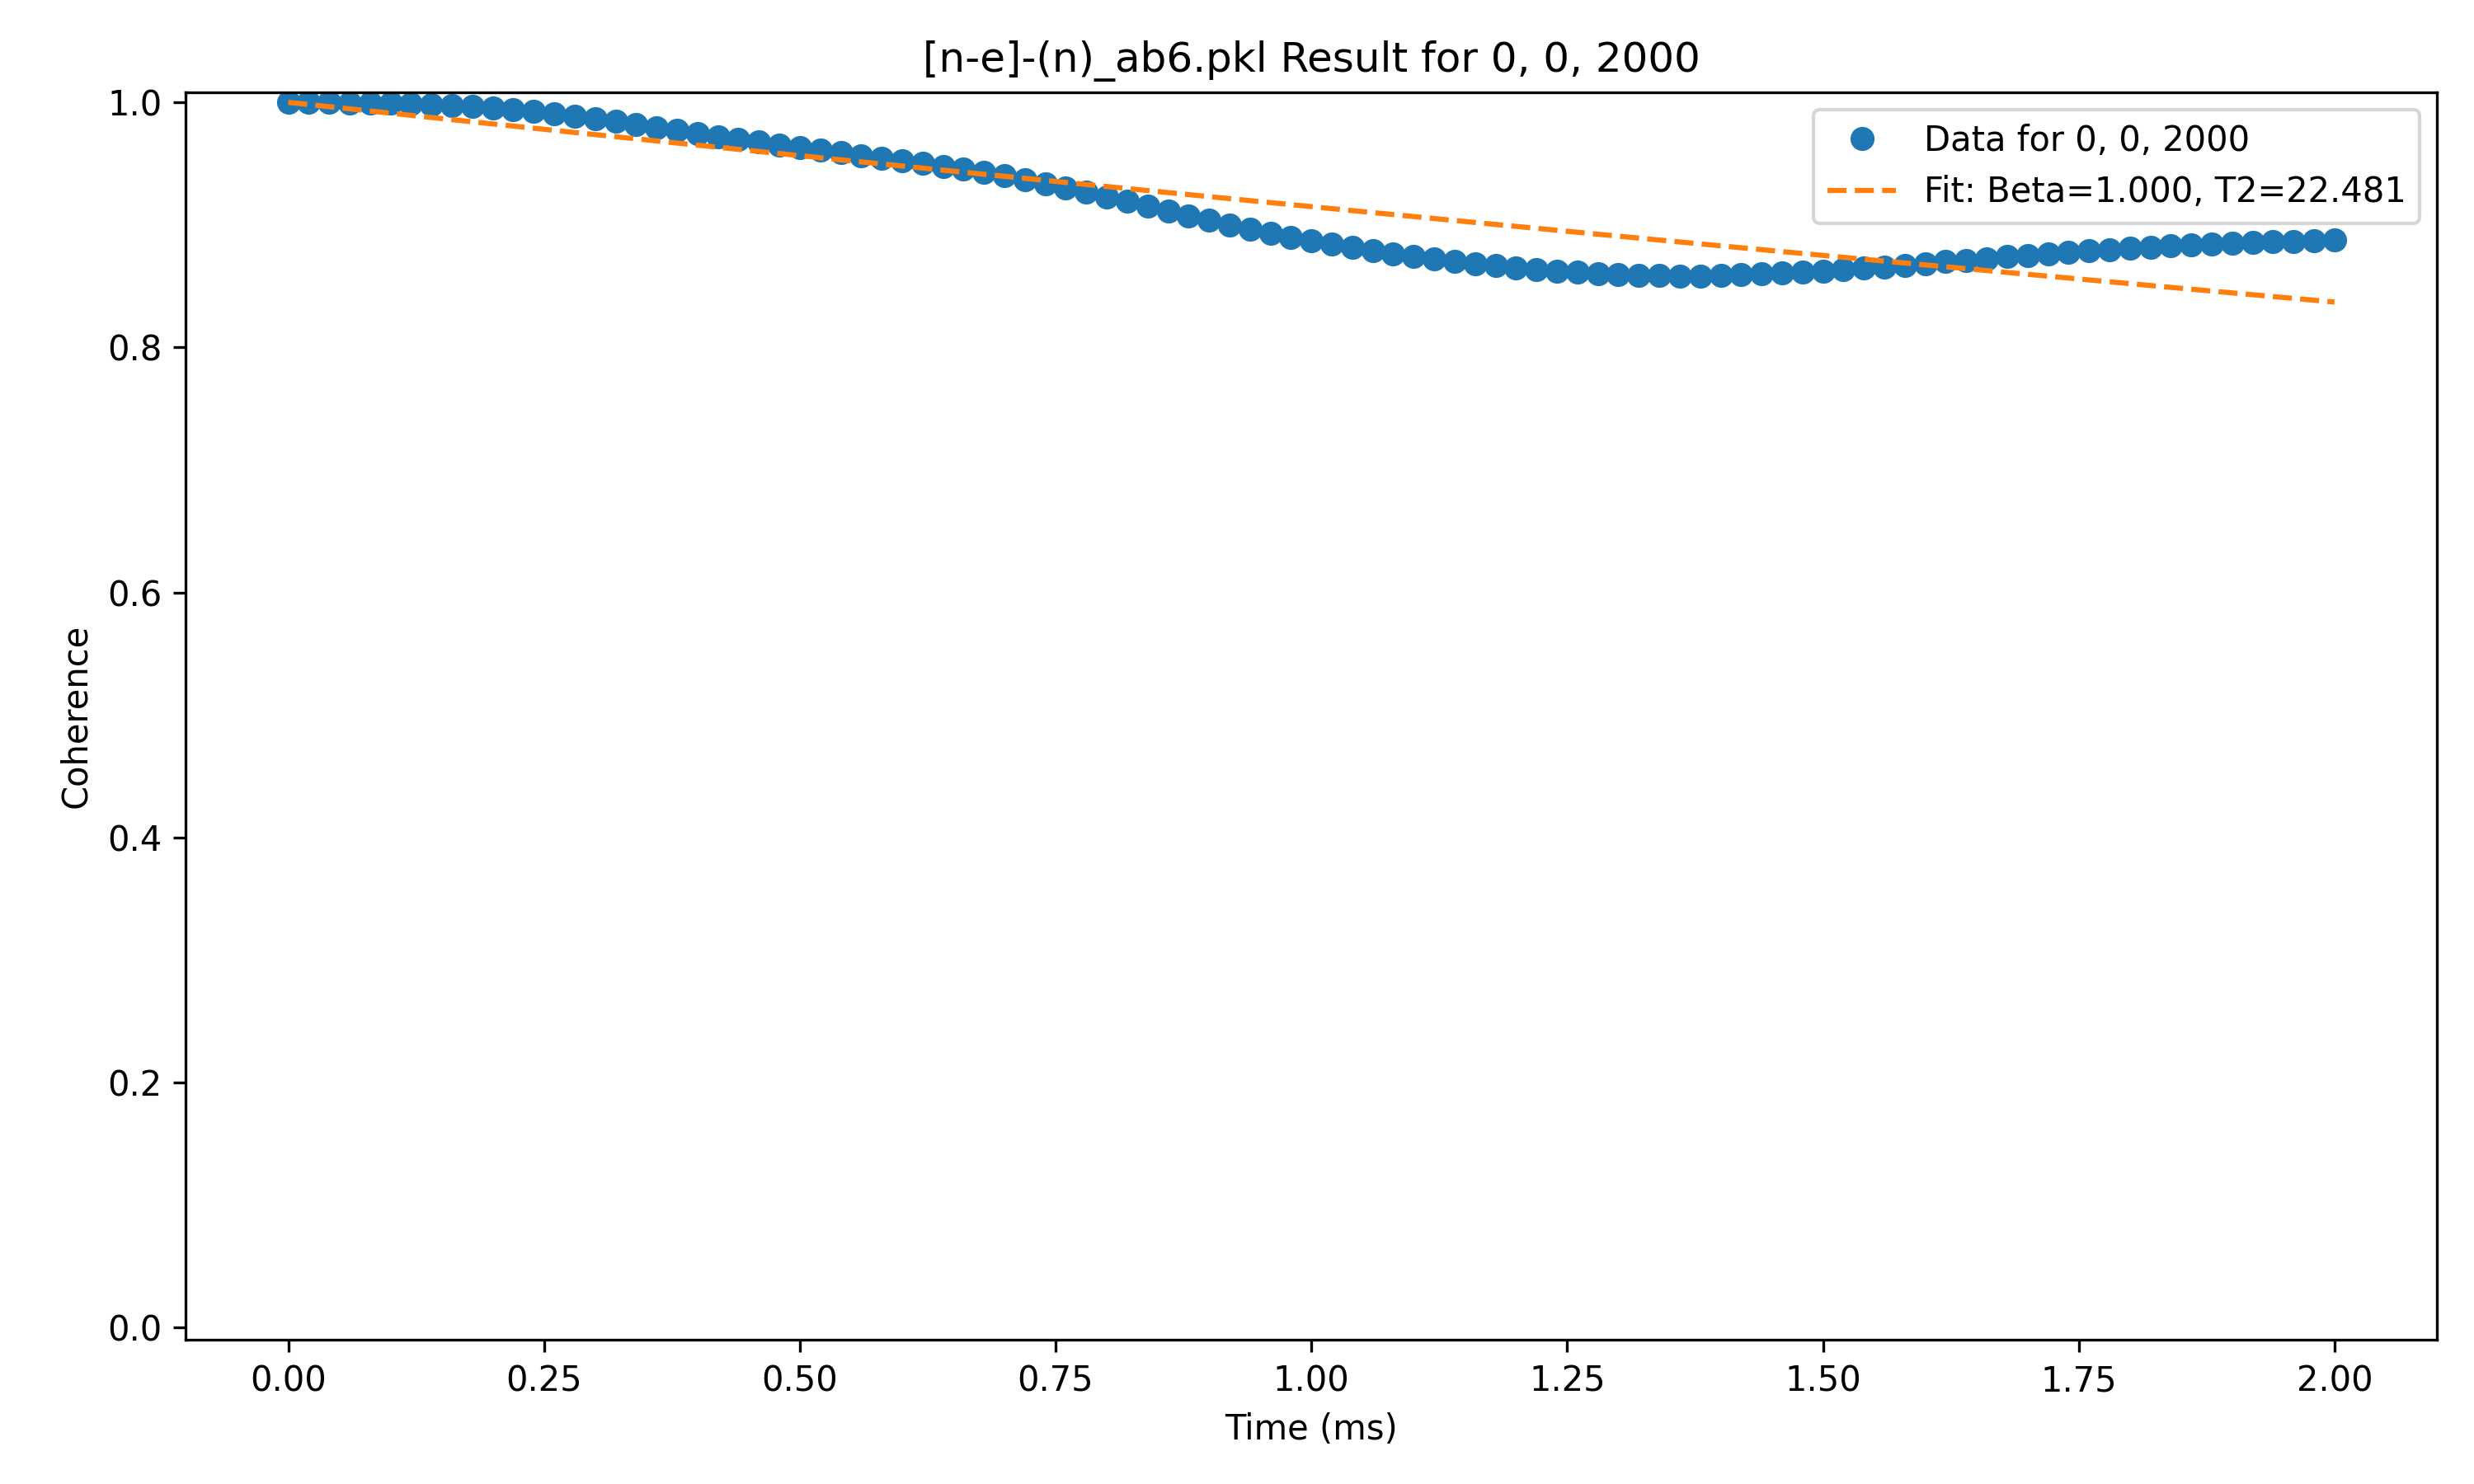 [n-e]-(n)_ab6.pkl Result for 0, 0, 2000
Data for 0, 0, 2000
Fit: Beta=1.000, T2=22.481
Coherence
1.0
0.8
0.6
0.4
0.2
0.0
0.00 0.25 0.50 0.75 1.00 1.25 1.50 1.75 2.00
Time (ms)